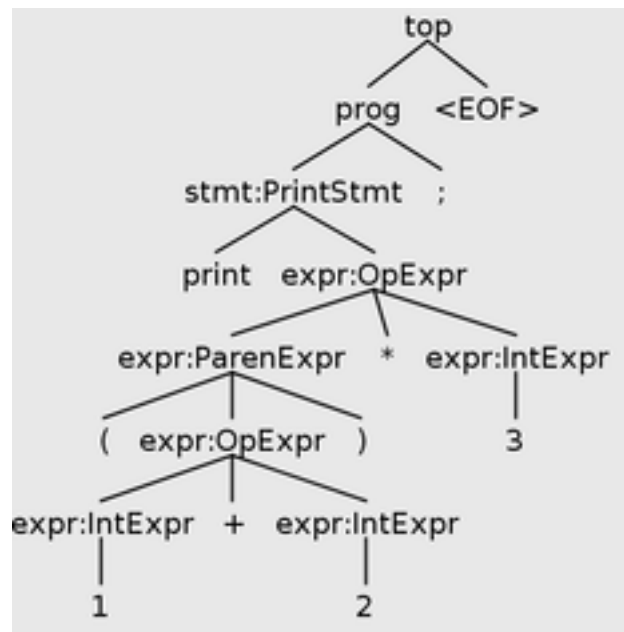 top
prog <EOF>
stmt:PrintStmt ;
print expr:OpExpr
expr:ParenExpr * expr:IntExpr
( expr:OpExpr ) 3
expr:IntExpr + expr:IntExpr
1 2